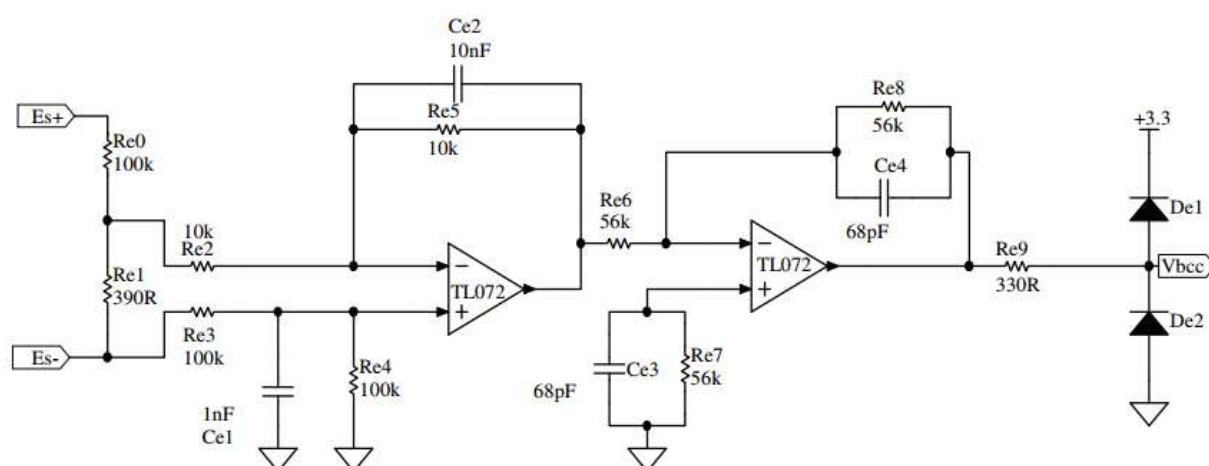 Ce2
10nF
Re5
10k
Es+
Re0
100k
10k
Re2
Re1
390R
Es-
Re3
100k
1nF
Ce1
Re4
100k
−
TL072
+
Re6
56k
Re8
56k
Ce4
68pF
−
TL072
+
68pF
Ce3
Re7
56k
Re9
330R
+3.3
De1
Vbcc
De2